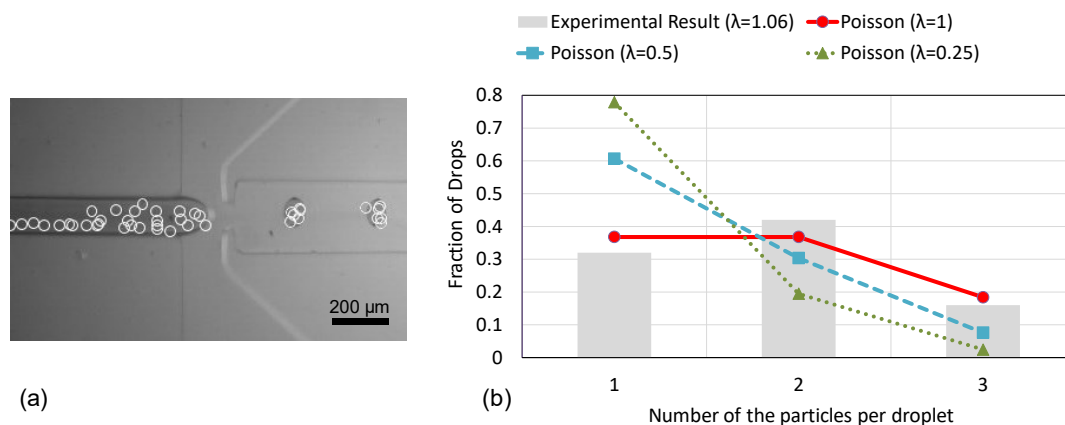 Experimental Result (λ=1.06)
Poisson (λ=1)
Poisson (λ=0.5)
Poisson (λ=0.25)
200 µm
(a)
Fraction of Drops
0.8
0.7
0.6
0.5
0.4
0.3
0.2
0.1
0
1 2 3
Number of the particles per droplet
(b)